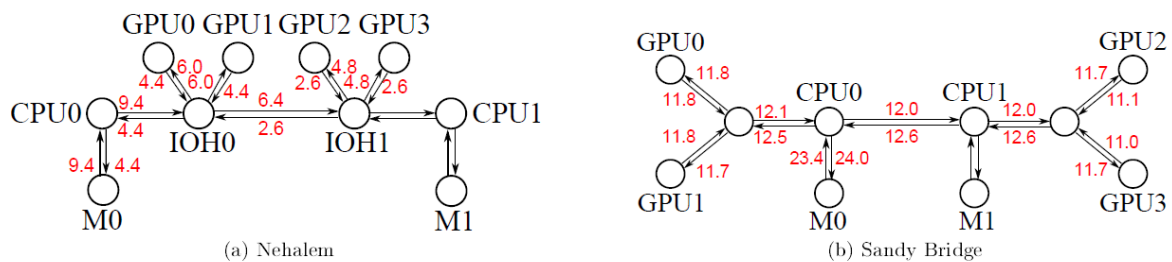 GPU0 GPU1 GPU2 GPU3
6.0 4.8
4.4 6.0 4.4 2.6 4.8 2.6
CPU0 9.4 6.4 CPU1
4.4 IOH0 2.6 IOH1
9.4 4.4
M0 M1
(a) Nehalem
GPU0 GPU2
11.8 11.7
11.8 CPU0 CPU1 11.1
12.1 12.0 12.0
11.8 12.5 12.6 12.6 11.0
11.7 23.4 24.0 11.7
GPU1 M0 M1 GPU3
(b) Sandy Bridge